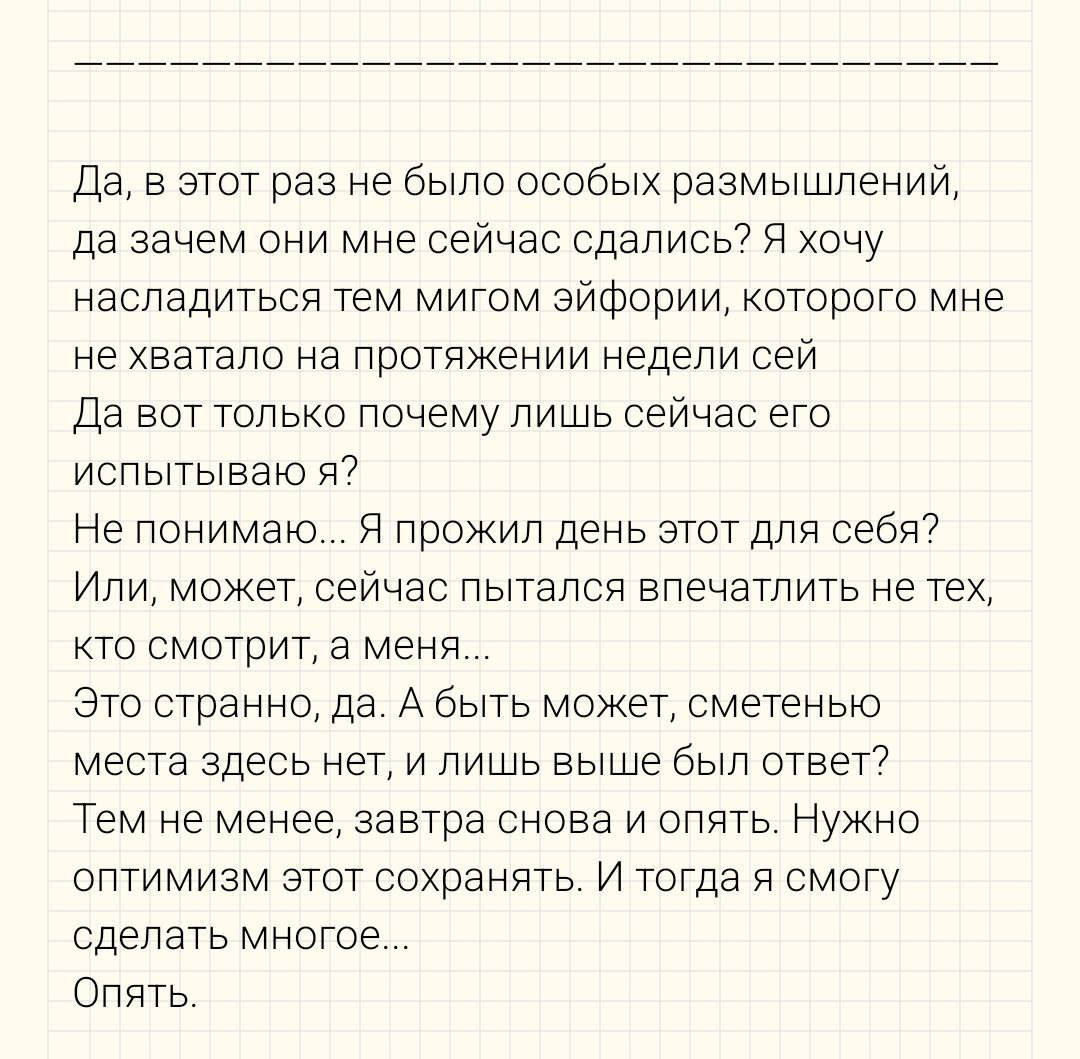 —————————————————————————————
Да, в этот раз не было особых размышлений,
да зачем они мне сейчас сдались? Я хочу
насладиться тем мигом эйфории, которого мне
не хватало на протяжении недели сей
Да вот только почему лишь сейчас его
испытываю я?
Не понимаю... Я прожил день этот для себя?
Или, может, сейчас пытался впечатлить не тех,
кто смотрит, а меня...
Это странно, да. А быть может, сметенью
места здесь нет, и лишь выше был ответ?
Тем не менее, завтра снова и опять. Нужно
оптимизм этот сохранять. И тогда я смогу
сделать многое...
Опять.